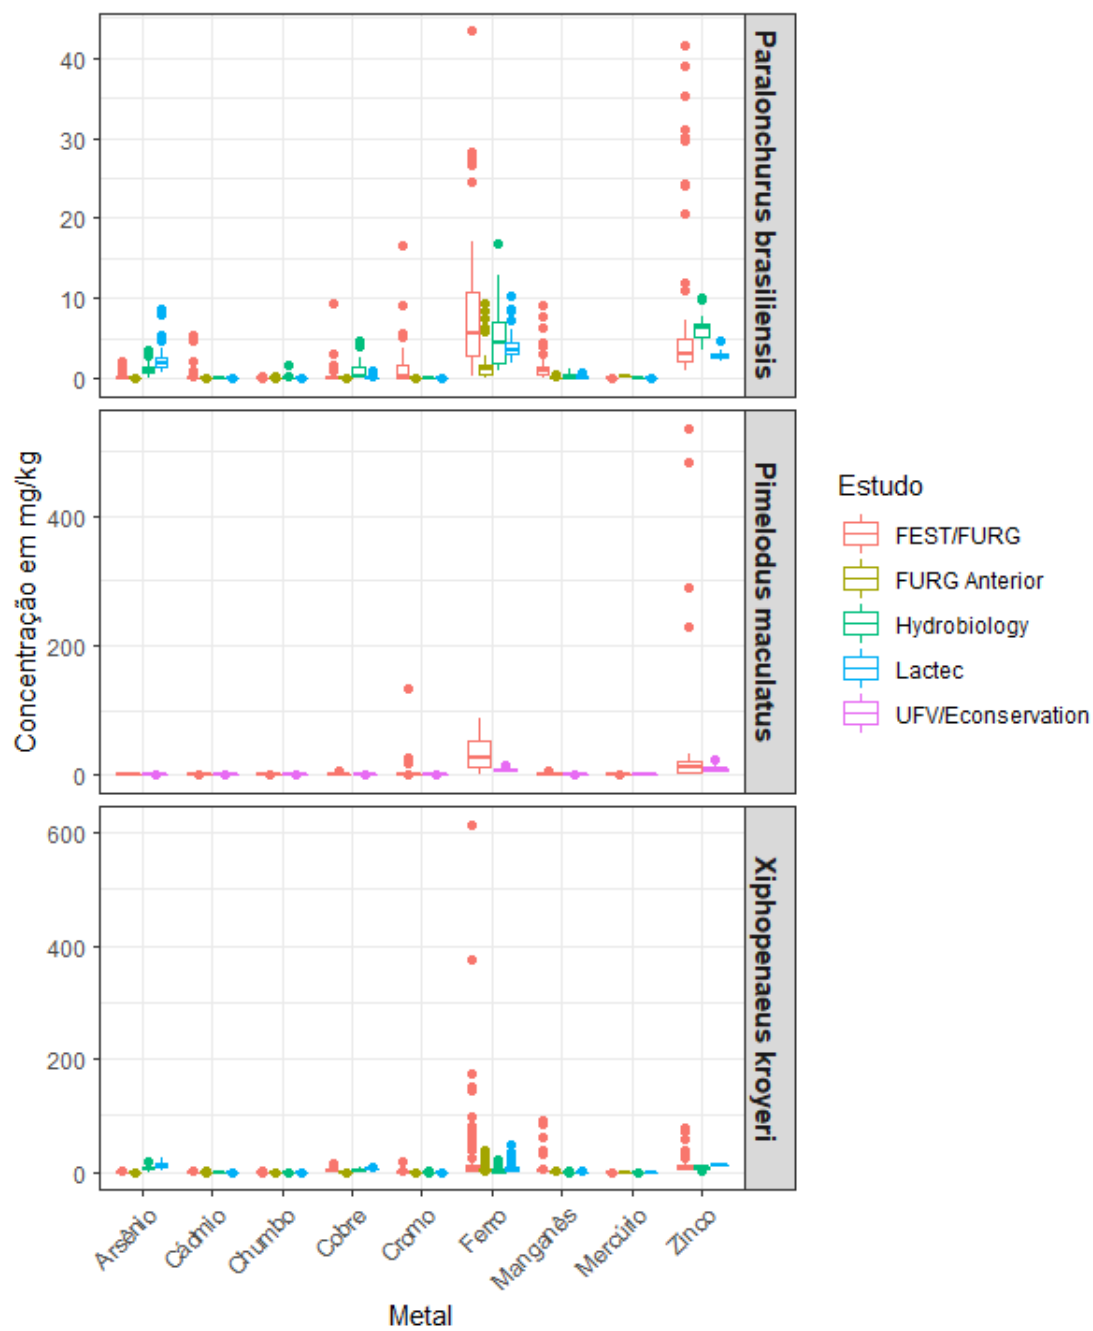 40
30
20
10
0
Paralonchurus brasiliensis
400
200
0
Pimelodus maculatus
600
400
200
0
Xiphopenaeus kroyeri
Concentração em mg/kg
Arsênio
Cádmio
Chumbo
Cobre
Cromo
Ferro
Manganês
Mercúrio
Zinco
Metal
Estudo
FEST/FURG
FURG Anterior
Hydrobiology
Lactec
UFV/Econservation